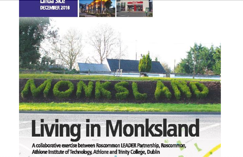 DECEMBER 2018
MONKSLAND
Living in Monksland
A collaborative exercise between Roscommon LEADER Partnership, Roscommon,
Athlone Institute of Technology, Athlone and Trinity College, Dublin